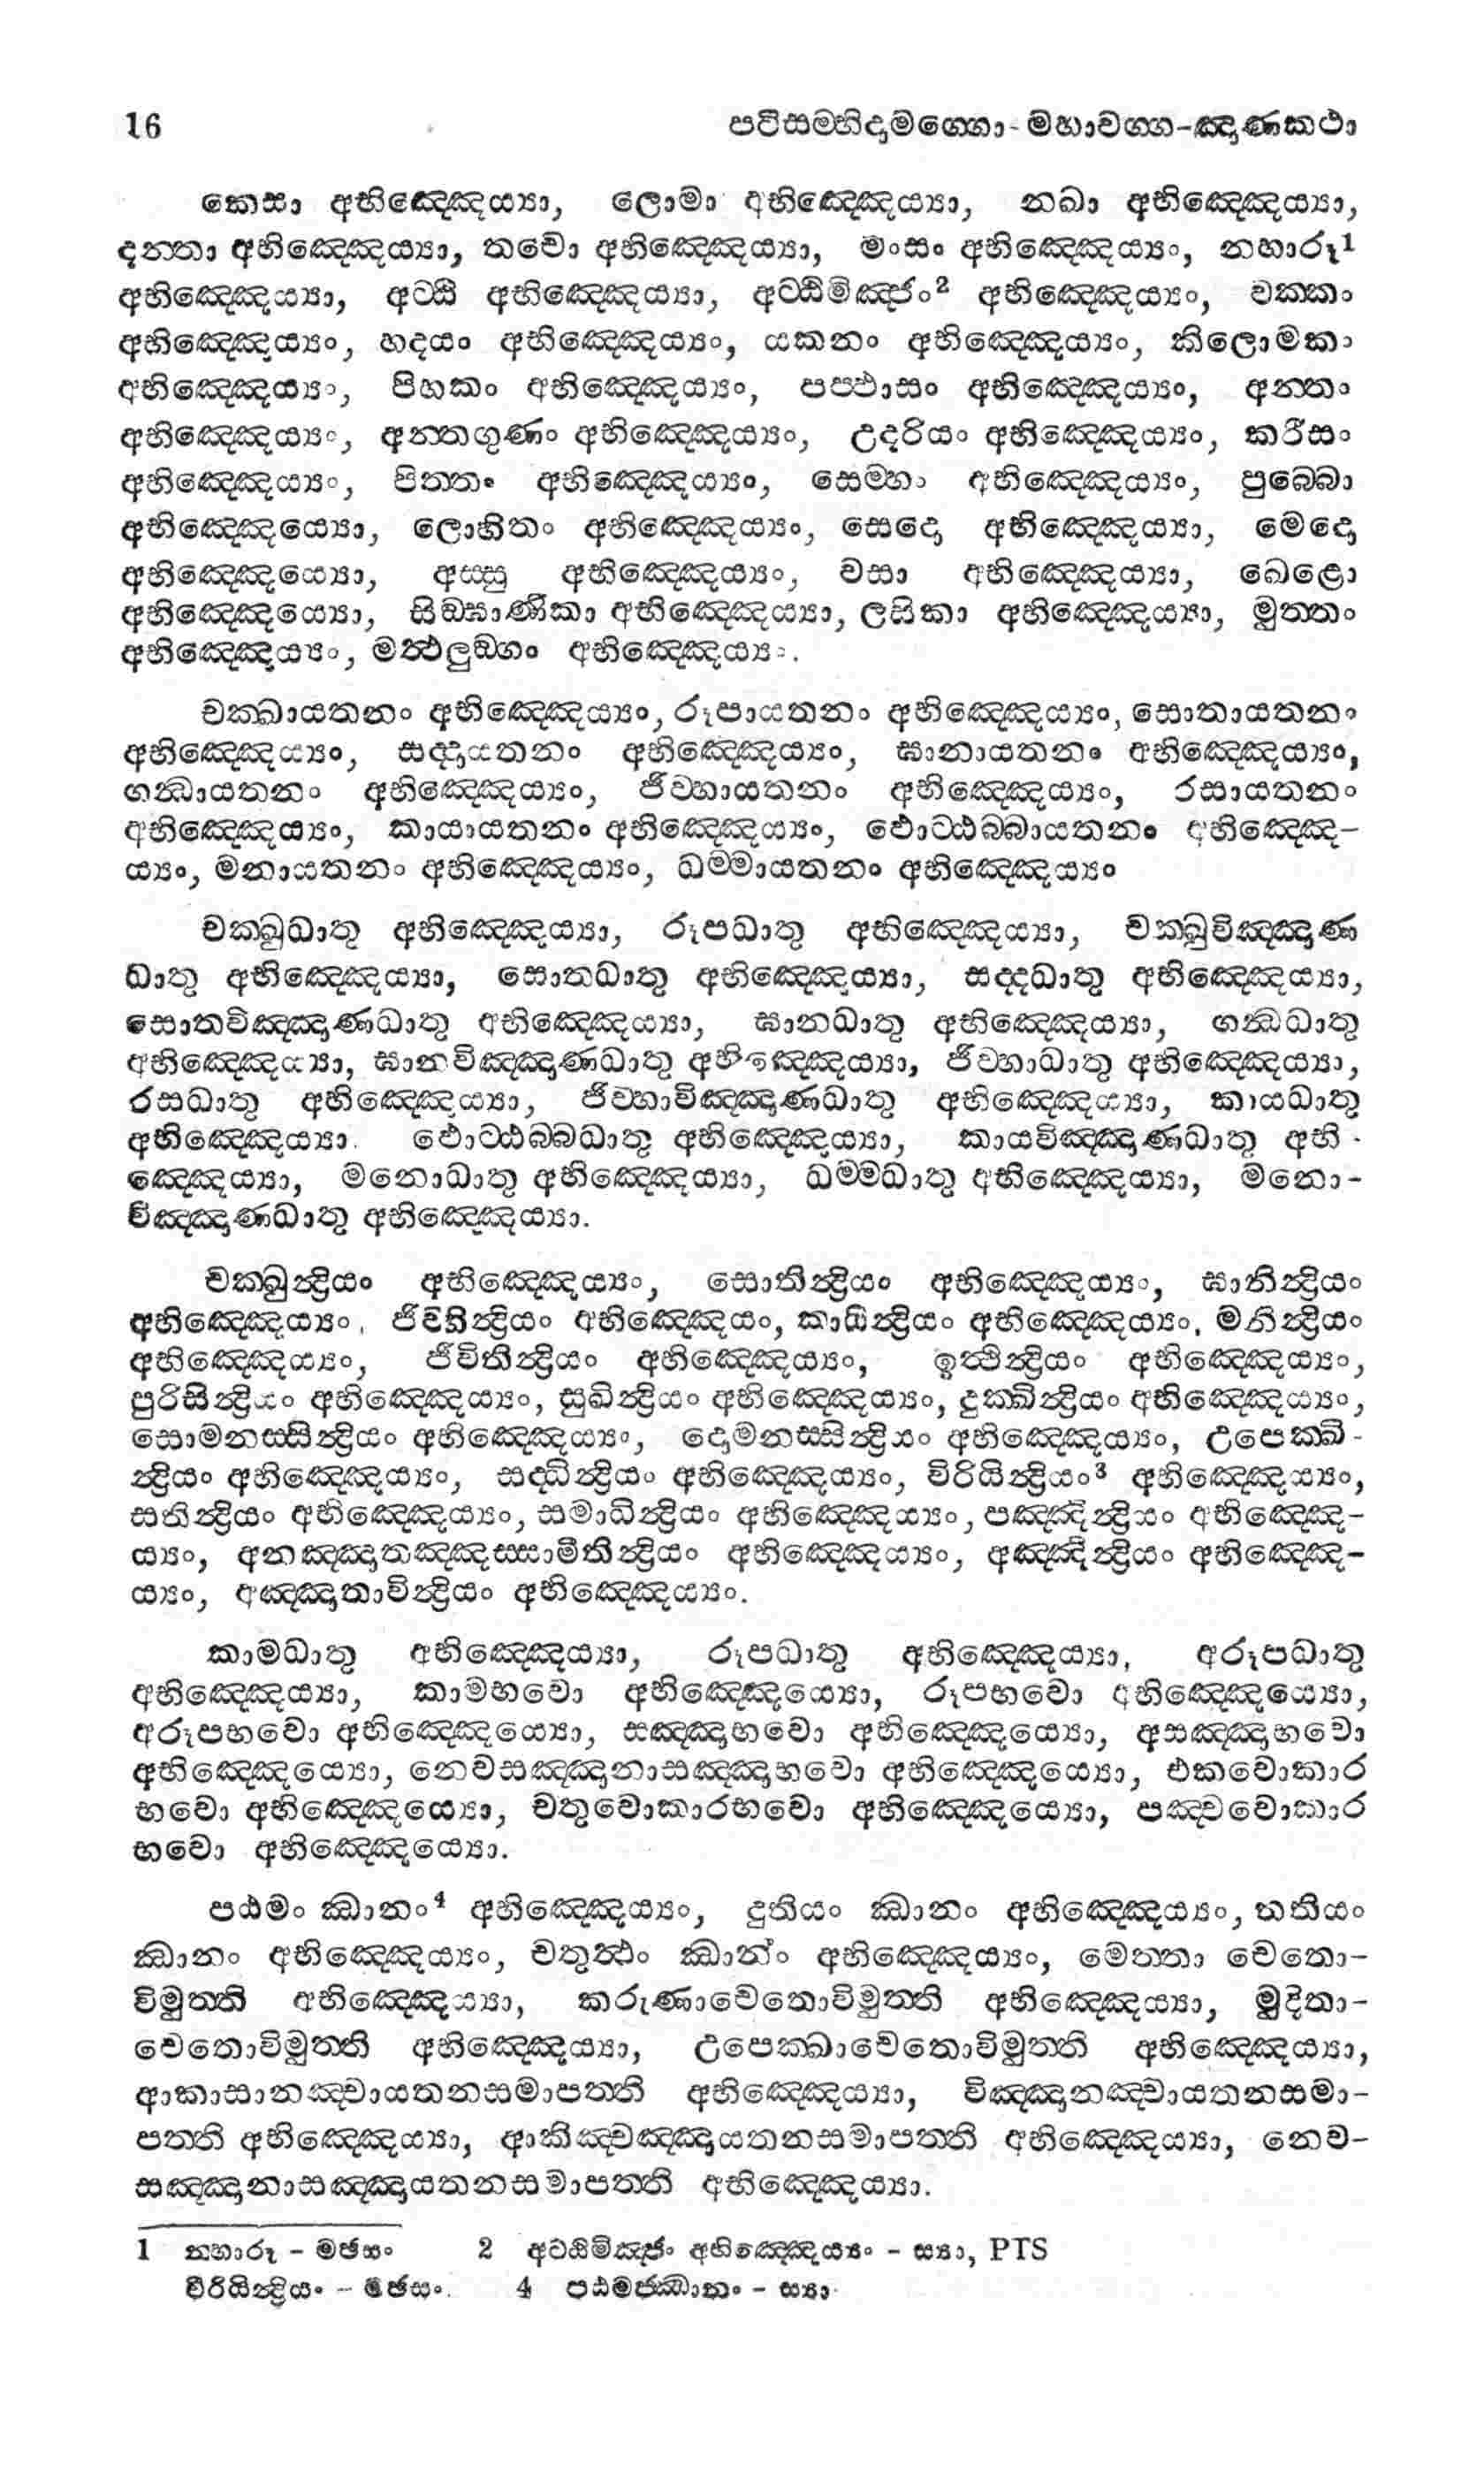 16 පටිසම්භිදාමග්ගො - මහාවග්ග-ඤාණකථා
කෙසා අභිඤ්ඤෙය්‍යා, ලොමා අභිඤ්ඤෙය්‍යා, නඛා අභිඤ්ඤෙය්‍යා,
දන්තා අභිඤ්ඤෙය්‍යා, තචො අභිඤ්ඤෙය්‍යා, මංසං අභිඤ්ඤෙය්‍යං, නහාරූ1
අභිඤ්ඤෙය්‍යා, අට්ඨී අභිඤ්ඤෙය්‍යා, අට්ඨිමිඤ්ජං2 අභිඤ්ඤෙය්‍යං, වක්කං
අභිඤ්ඤෙය්‍යං, හදයං අභිඤ්ඤෙය්‍යං, යකනං අභිඤ්ඤෙය්‍යං, කිලොමකං
අභිඤ්ඤෙය්‍යං, පිහකං අභිඤ්ඤෙය්‍යං, පප්ඵාසං අභිඤ්ඤෙය්‍යං, අන්තං
අභිඤ්ඤෙය්‍යං, අන්තගුණං අභිඤ්ඤෙය්‍යං, උදරියං අභිඤ්ඤෙය්‍යං, කරීසං
අභිඤ්ඤෙය්‍යං, පිත්තං අභිඤ්ඤෙය්‍යං, සෙම්හං අභිඤ්ඤෙය්‍යං, පුබ්බො
අභිඤ්ඤෙය්‍යො, ලොහිතං අභිඤ්ඤෙය්‍යං, සෙදො අභිඤ්ඤෙය්‍යා, මෙදො
අභිඤ්ඤෙය්‍යො, අස්සු අභිඤ්ඤෙය්‍යං, වසා අභිඤ්ඤෙය්‍යා, ඛෙළො
අභිඤ්ඤෙය්‍යො, සිඞ්ඝාණිකා අභිඤ්ඤෙය්‍යා, ලසිකා අභිඤ්ඤෙය්‍යා, මුත්තං
අභිඤ්ඤෙය්‍යං, මත්ථලුඞ්ගං අභිඤ්ඤෙය්‍යං.
චක්ඛායතනං අභිඤ්ඤෙය්‍යං, රූපායතනං අභිඤ්ඤෙය්‍යං, සොතායතනං
අභිඤ්ඤෙය්‍යං, සද්දායතනං අභිඤ්ඤෙය්‍යං, ඝානායතනං අභිඤ්ඤෙය්‍යං,
ගන්ධායතනං අභිඤ්ඤෙය්‍යං, ජිව්හායතනං අභිඤ්ඤෙය්‍යං, රසායතනං
අභිඤ්ඤෙය්‍යං, කායායතනං අභිඤ්ඤෙය්‍යං, ඵොට්ඨබ්බායතනං අභිඤ්ඤෙ-
ය්‍යං, මනායතනං අභිඤ්ඤෙය්‍යං, ධම්මායතනං අභිඤ්ඤෙය්‍යං
චක්ඛුධාතු අභිඤ්ඤෙය්‍යා, රූපධාතු අභිඤ්ඤෙය්‍යා, චක්ඛුවිඤ්ඤාණ
ධාතු අභිඤ්ඤෙය්‍යා, සොතධාතු අභිඤ්ඤෙය්‍යා, සද්දධාතු අභිඤ්ඤෙය්‍යා,
සොතවිඤ්ඤාණධාතු අභිඤ්ඤෙය්‍යා, ඝානධාතු අභිඤ්ඤෙය්‍යා, ගන්ධධාතු
අභිඤ්ඤෙය්‍යා, ඝානවිඤ්ඤාණධාතු අභිඤ්ඤෙය්‍යා, ජිව්හාධාතු අභිඤ්ඤෙය්‍යා,
රසධාතු අභිඤ්ඤෙය්‍යා, ජිව්හාවිඤ්ඤාණධාතු අභිඤ්ඤෙය්‍යා, කායධාතු
අභිඤ්ඤෙය්‍යා. ඵොට්ඨබ්බධාතු අභිඤ්ඤෙය්‍යා, කායවිඤ්ඤාණධාතු අභි-
ඤ්ඤෙය්‍යා, මනොධාතු අභිඤ්ඤෙය්‍යා, ධම්මධාතු අභිඤ්ඤෙය්‍යා, මනො-
විඤ්ඤාණධාතු අභිඤ්ඤෙය්‍යා.
චක්ඛුන්ද්‍රියං අභිඤ්ඤෙය්‍යං, සොතින්ද්‍රියං අභිඤ්ඤෙය්‍යං, ඝානින්ද්‍රියං
අභිඤ්ඤෙය්‍යං, ජිව්හින්ද්‍රියං අභිඤ්ඤෙයං, කායින්ද්‍රියං අභිඤ්ඤෙය්‍යං, මනින්ද්‍රියං
අභිඤ්ඤෙය්‍යං, ජීවිතින්ද්‍රියං අභිඤ්ඤෙය්‍යං, ඉත්ථින්ද්‍රියං අභිඤ්ඤෙය්‍යං,
පුරිසින්ද්‍රියං අභිඤ්ඤෙය්‍යං, සුඛින්ද්‍රියං අභිඤ්ඤෙය්‍යං, දුක්ඛින්ද්‍රියං අභිඤ්ඤෙය්‍යං,
සොමනස්සින්ද්‍රියං අභිඤ්ඤෙය්‍යං, දොමනස්සින්ද්‍රියං අභිඤ්ඤෙය්‍යං, උපෙක්ඛි-
න්ද්‍රියං අභිඤ්ඤෙය්‍යං, සද්ධින්ද්‍රියං අභිඤ්ඤෙය්‍යං, විරියින්ද්‍රියං3 අභිඤ්ඤෙය්‍යං,
සතින්ද්‍රියං අභිඤ්ඤෙය්‍යං, සමාධින්ද්‍රියං අභිඤ්ඤෙය්‍යං, පඤ්ඤින්ද්‍රියං අභිඤ්ඤෙ-
ය්‍යං, අනඤ්ඤාතඤ්ඤස්සාමීතින්ද්‍රියං අභිඤ්ඤෙය්‍යං, අඤ්ඤින්ද්‍රියං අභිඤ්ඤෙ-
ය්‍යං, අඤ්ඤාතාවින්ද්‍රියං අභිඤ්ඤෙය්‍යං.
කාමධාතු අභිඤ්ඤෙය්‍යා, රූපධාතු අභිඤ්ඤෙය්‍යා, අරූපධාතු
අභිඤ්ඤෙය්‍යා, කාමභවො අභිඤ්ඤෙය්‍යො, රූපභවො අභිඤ්ඤෙය්‍යො,
අරූපභවො අභිඤ්ඤෙය්‍යො, සඤ්ඤාභවො අභිඤ්ඤෙය්‍යො, අසඤ්ඤාභවො
අභිඤ්ඤෙය්‍යො, නෙවසඤ්ඤානාසඤ්ඤාභවො අභිඤ්ඤෙය්‍යො, එකවොකාර
භවො අභිඤ්ඤෙය්‍යො, චතුවොකාරභවො අභිඤ්ඤෙය්‍යො, පඤ්චවොකාර
භවො අභිඤ්ඤෙය්‍යො.
පඨමං ඣානං4 අභිඤ්ඤෙය්‍යං, දුතියං ඣානං අභිඤ්ඤෙය්‍යං, තතියං
ඣානං අභිඤ්ඤෙය්‍යං, චතුත්ථං ඣානං අභිඤ්ඤෙය්‍යං, මෙත්තා චෙතො-
විමුත්ති අභිඤ්ඤෙය්‍යා, කරුණාචෙතොවිමුත්ති අභිඤ්ඤෙය්‍යා, මුදිතා-
චෙතොවිමුත්ති අභිඤ්ඤෙය්‍යා, උපෙක්ඛාචෙතොවිමුත්ති අභිඤ්ඤෙය්‍යා,
ආකාසානඤ්චායතනසමාපත්ති අභිඤ්ඤෙය්‍යා, විඤ්ඤානඤ්චායතනසමා-
පත්ති අභිඤ්ඤෙය්‍යා, ආකිඤ්චඤ්ඤායතනසමාපත්ති අභිඤ්ඤෙය්‍යා, නෙව-
සඤ්ඤානාසඤ්ඤායතනසමාපත්ති අභිඤ්ඤෙය්‍යා.
1 න්හාරූ - මඡසං 2 අට්ඨිමිඤ්ජං අභිඤ්ඤෙය්‍යං - ස්‍යා, PTS
වීරියින්ද්‍රියං - මඡසං. 4 පඨමජ්ඣානං - ස්‍යා